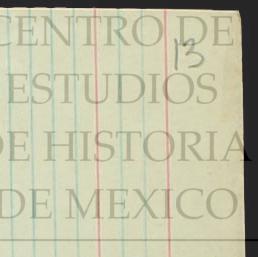 CENTRO DE
13
ESTUDIOS
DE HISTORIA
DE MEXICO